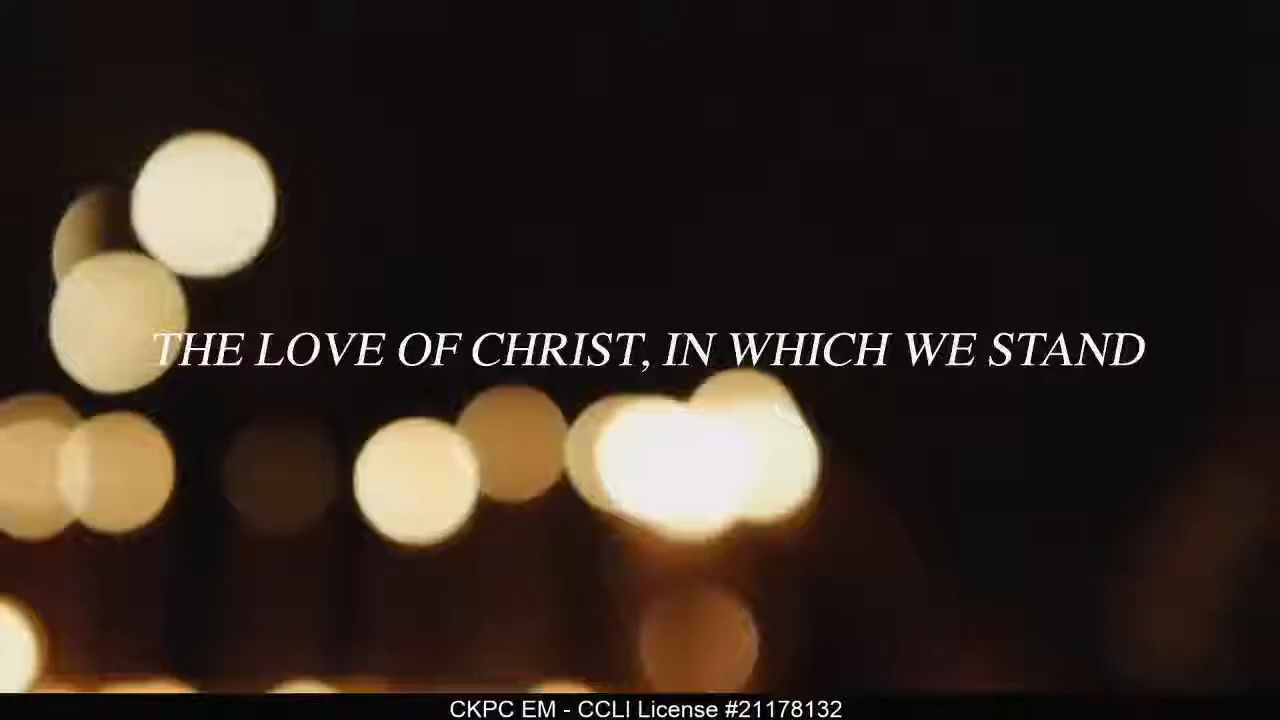 THE LOVE OF CHRIST, IN WHICH WE STAND
CKPC EM - CCLI License #21178132